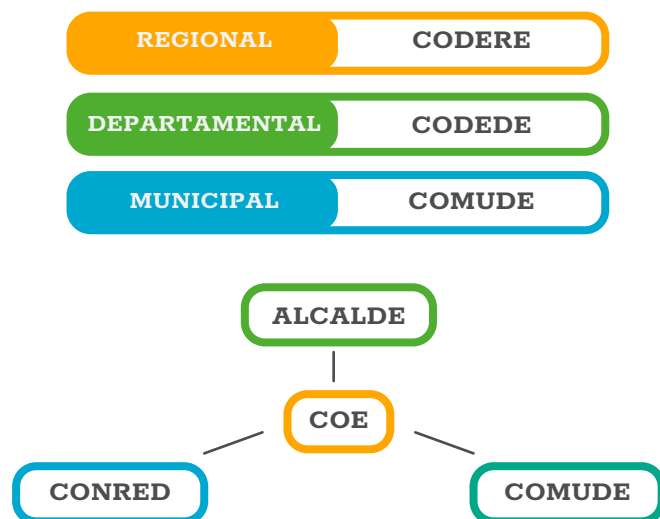 REGIONAL CODERE
DEPARTAMENTAL CODEDE
MUNICIPAL COMUDE
ALCALDE
COE
CONRED COMUDE